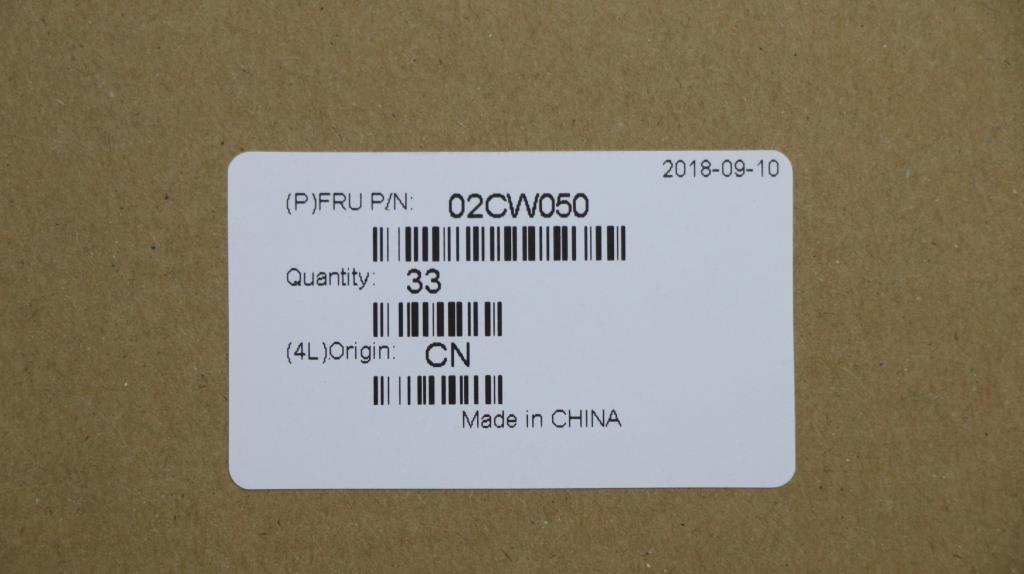 2018-09-10
(P)FRU P/N: 02CW050
Quantity: 33
(4L).Origin: CN
Made in CHINA